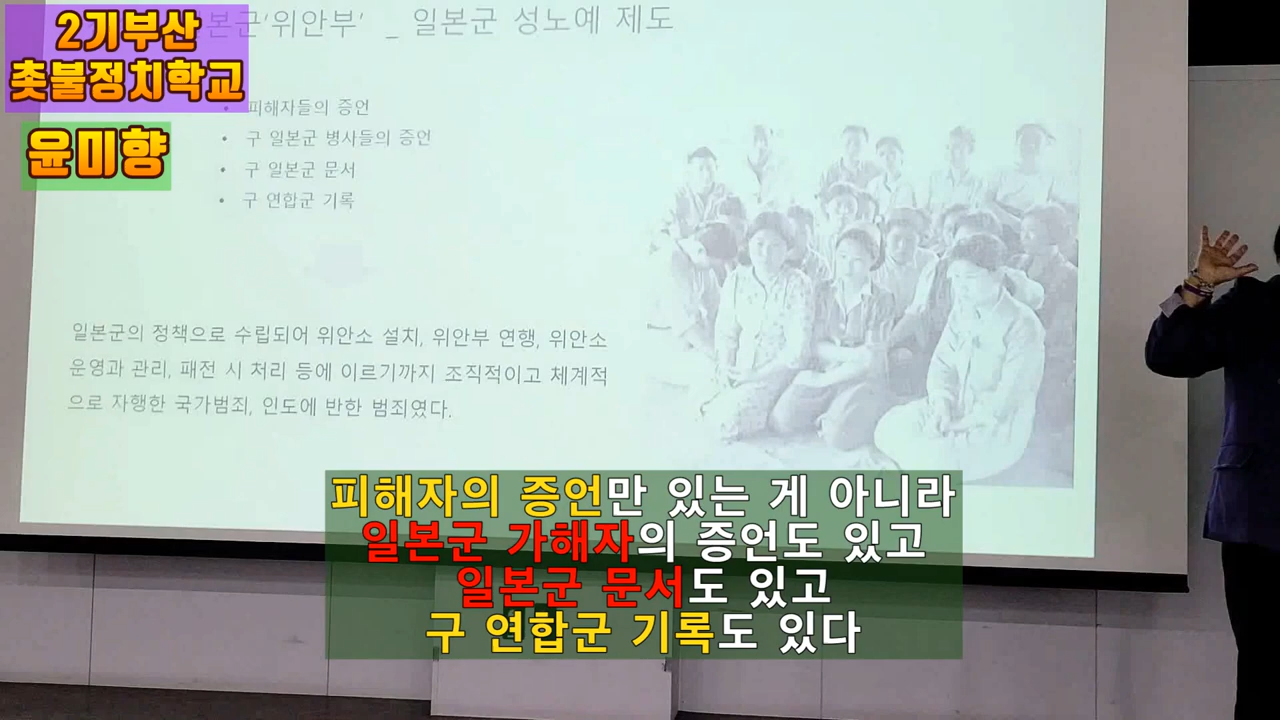 2기부산
촛불정치학교
윤미향
일본군'위안부' _ 일본군 성노예 제도
• 피해자들의 증언
• 구 일본군 병사들의 증언
• 구 일본군 문서
• 구 연합군 기록
일본군의 정책으로 수립되어 위안소 설치, 위안부 연행, 위안소
운영과 관리, 패전 시 처리 등에 이르기까지 조직적이고 체계적
으로 자행한 국가범죄, 인도에 반한 범죄였다.
피해자의 증언만 있는 게 아니라
일본군 가해자의 증언도 있고
일본군 문서도 있고
구 연합군 기록도 있다